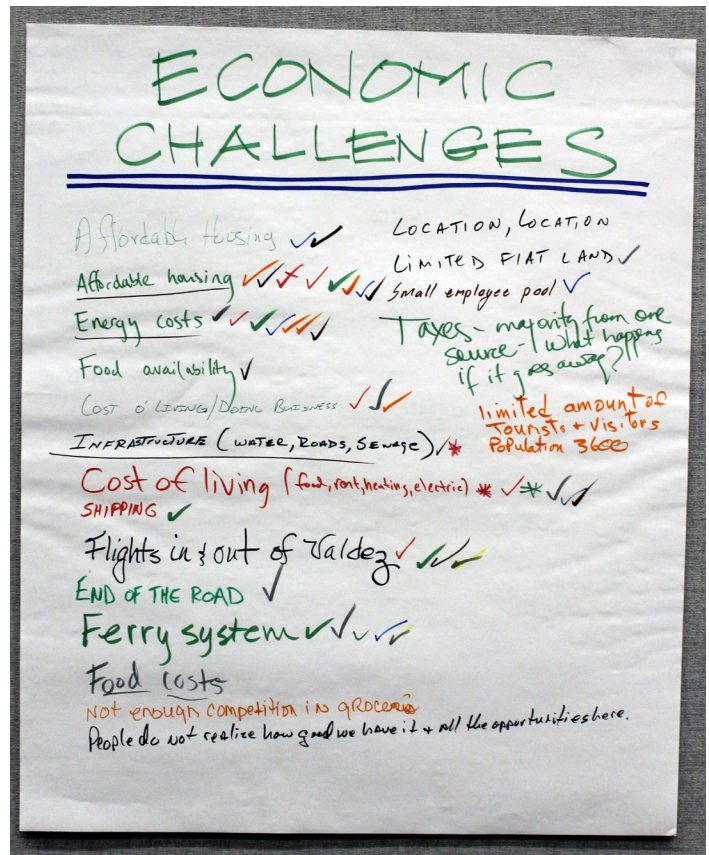 ECONOMIC
CHALLENGES
Affordable Housing
Affordable housing
Energy costs
Food availability
COST O' LIVING/DOING BUISNESS
INFRASTRUCTURE (WATER, ROADS, SEWAGE)
Cost of living (food, rent, heating, electric)
SHIPPING
Flights in & out of Valdez
END OF THE ROAD
Ferry system
Food costs
NOT ENOUGH COMPETITION IN GROCERIE
People do not realize how good we have it + all the opportunities here.
LOCATION, LOCATION
LIMITED FLAT LAND
Small employee pool
Taxes - majority from one
source - what happens
if it goes away?
limited amount of
Tourists + Visitors
Population 3600